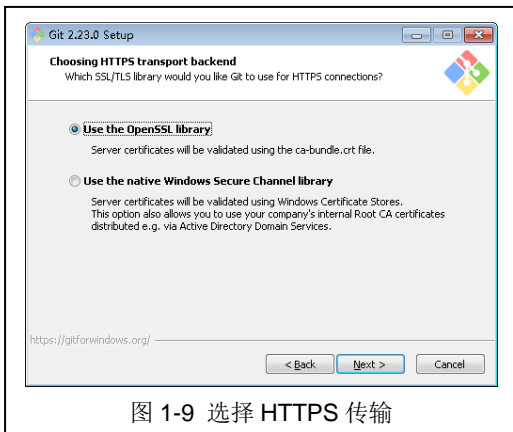 Git 2.23.0 Setup
Choosing HTTPS transport backend
Which SSL/TLS library would you like Git to use for HTTPS connections?
Use the OpenSSL library
Server certificates will be validated using the ca-bundle.crt file.
Use the native Windows Secure Channel library
Server certificates will be validated using Windows Certificate Stores.
This option also allows you to use your company's internal Root CA certificates
distributed e.g. via Active Directory Domain Services.
https://gitforwindows.org/
< Back Next > Cancel
图 1-9 选择 HTTPS 传输